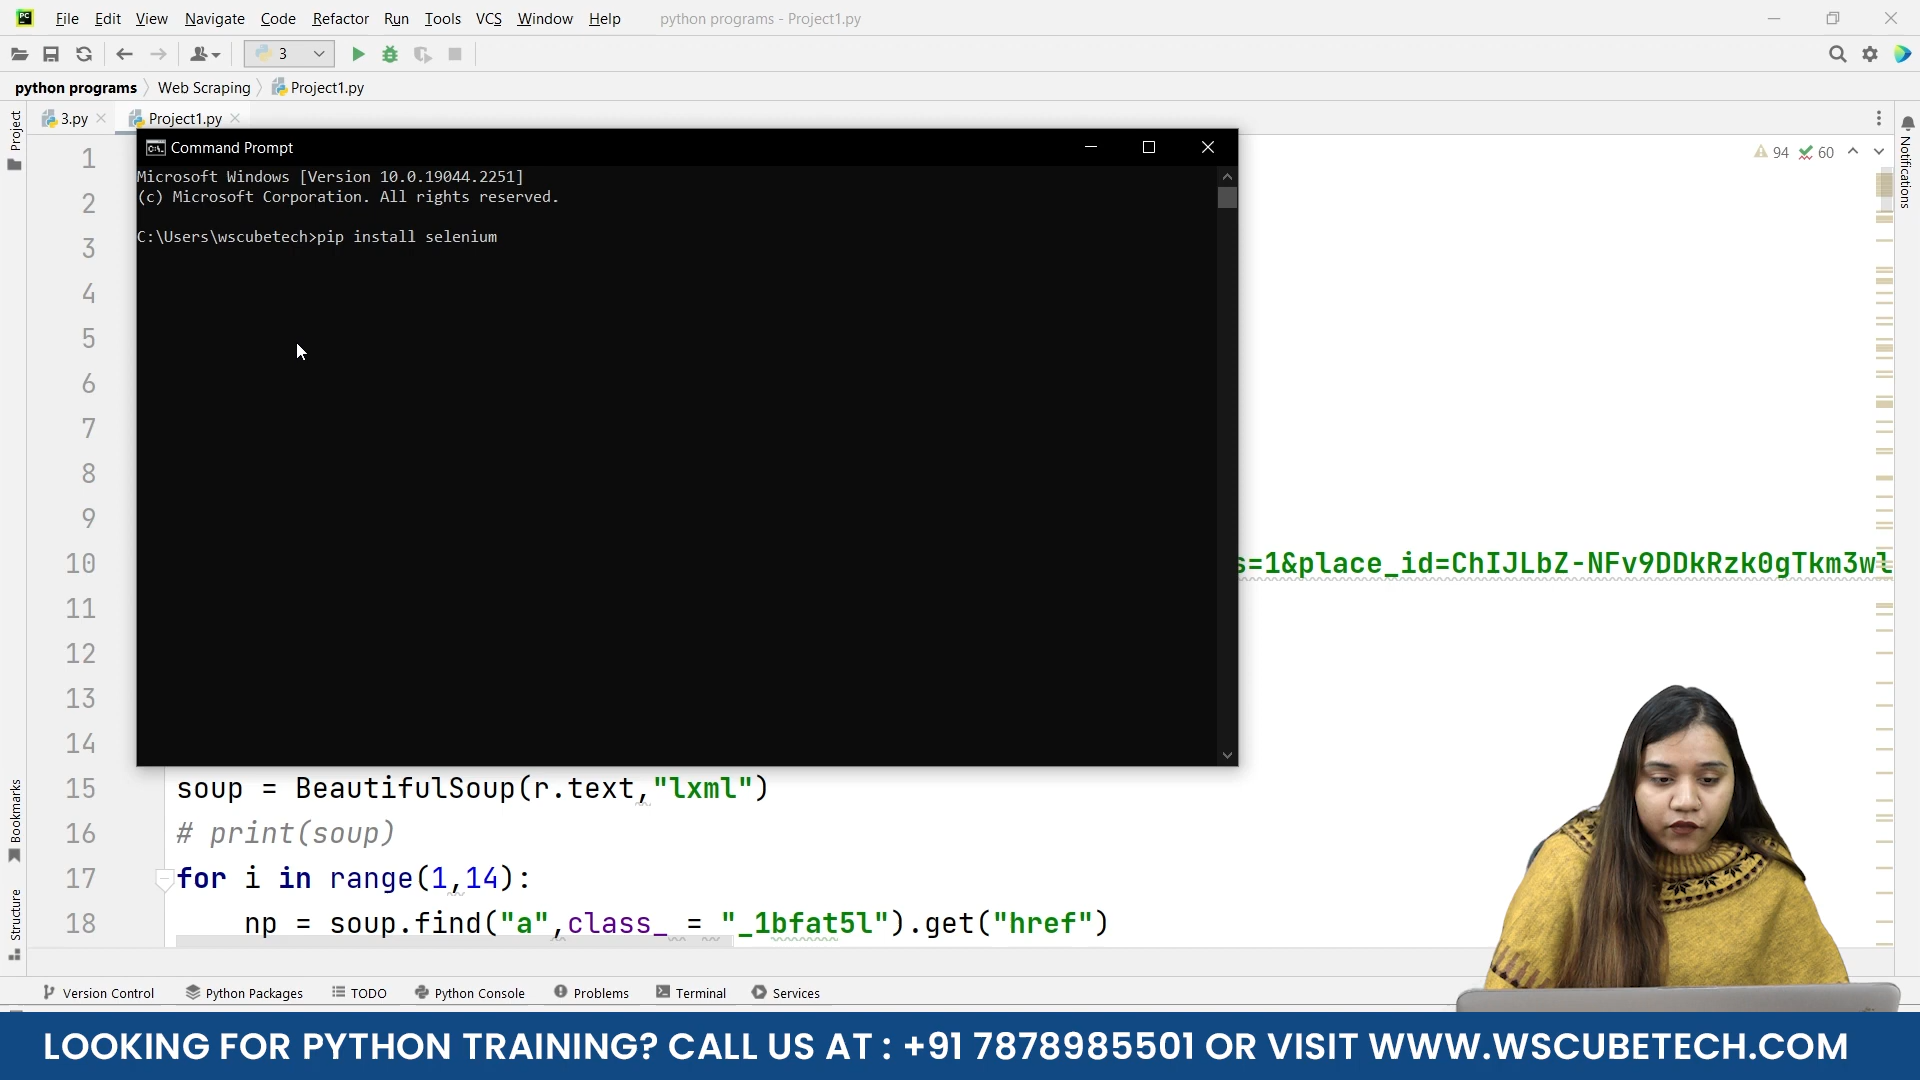 File Edit View Navigate Code Refactor Run Tools VCS Window Help python programs - Project1.py
3
python programs Web Scraping Project1.py
3.py Project1.py
Project
Notifications
94 60
Command Prompt
Microsoft Windows [Version 10.0.19044.2251]
(c) Microsoft Corporation. All rights reserved.
C:\Users\wscubetech>pip install selenium
1
2
3
4
5
6
7
8
9
10 s=1&place_id=ChIJLbZ-NFv9DDkRzk0gTkm3wl
11
12
13
14
15 soup = BeautifulSoup(r.text,"lxml")
16 # print(soup)
17 for i in range(1,14):
18 np = soup.find("a",class_ = "_1bfat5l").get("href")
Bookmarks
Structure
Version Control Python Packages TODO Python Console Problems Terminal Services
LOOKING FOR PYTHON TRAINING? CALL US AT : +91 7878985501 OR VISIT WWW.WSCUBETECH.COM